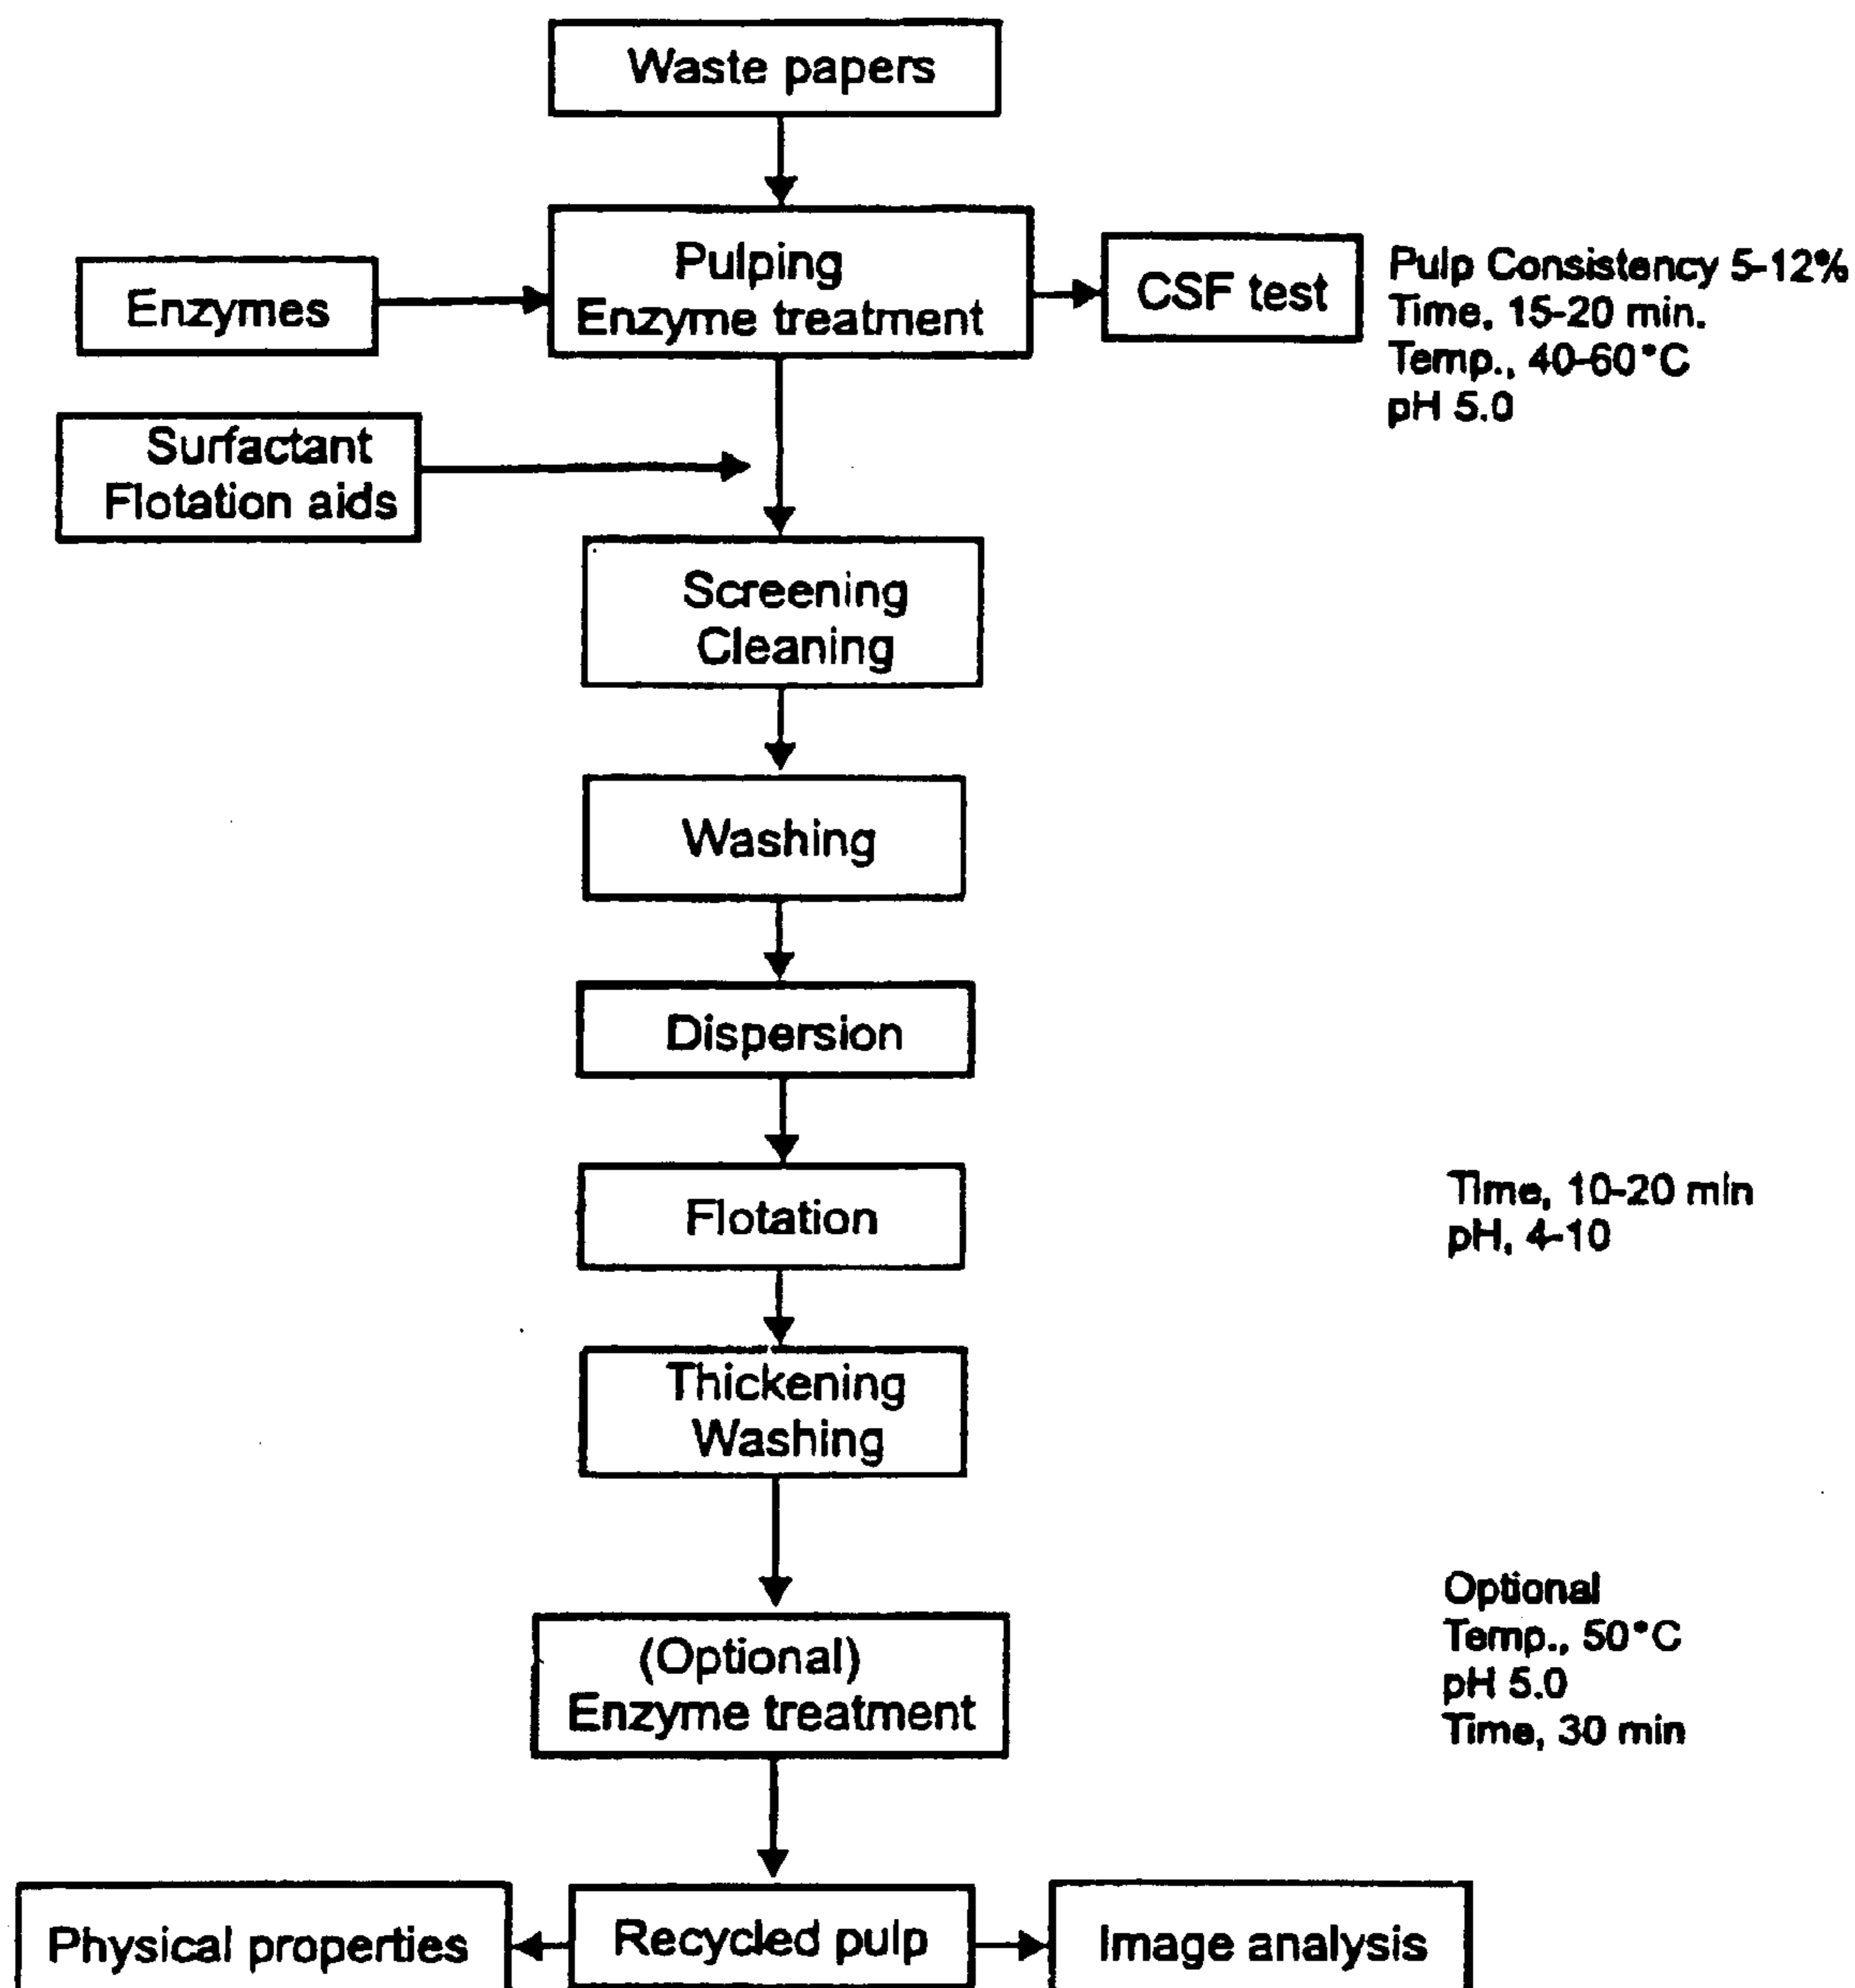 Waste papers
Pulping
Enzyme treatment
Enzymes
CSF test
Pulp Consistency 5-12%
Time, 15-20 min.
Temp., 40-60°C
pH 5.0
Surfactant
Flotation aids
Screening
Cleaning
Washing
Dispersion
Flotation
Time, 10-20 min
pH, 4-10
Thickening
Washing
(Optional)
Enzyme treatment
Optional
Temp., 50°C
pH 5.0
Time, 30 min
Physical properties
Recycled pulp
Image analysis